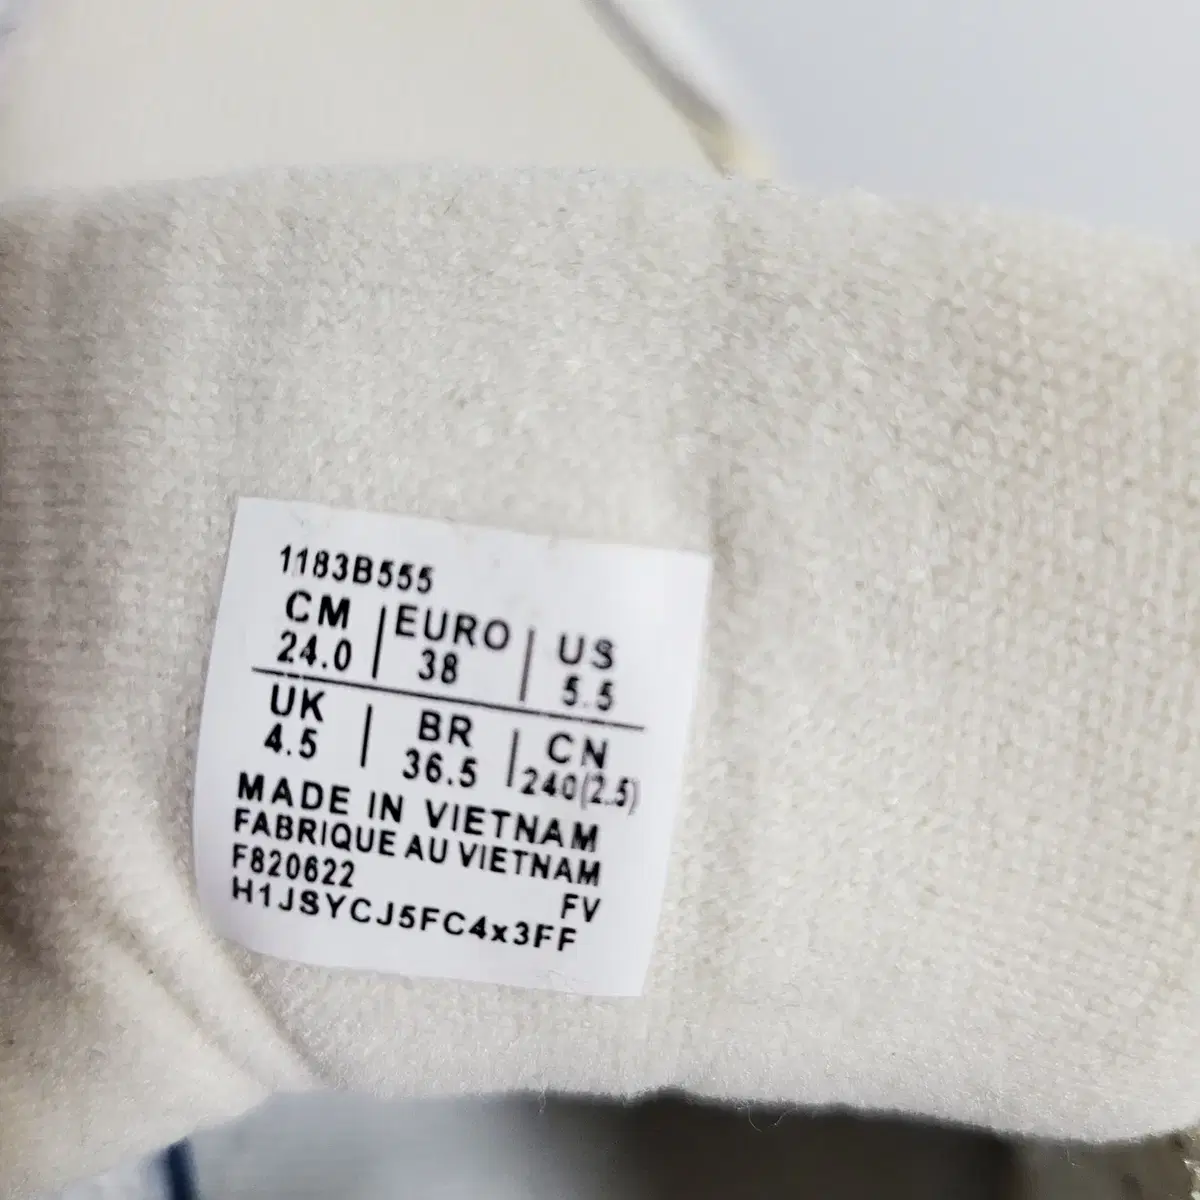 1183B555
CM | EURO | US
24.0 | 38 | 5.5
UK | BR | CN
4.5 | 36.5 | 240(2.5)
MADE IN VIETNAM
FABRIQUE AU VIETNAM
F820622 FV
H1JSYCJ5FC4x3FF